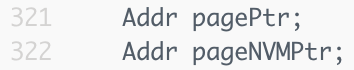 321 Addr pagePtr;
322 Addr pageNVMPtr;